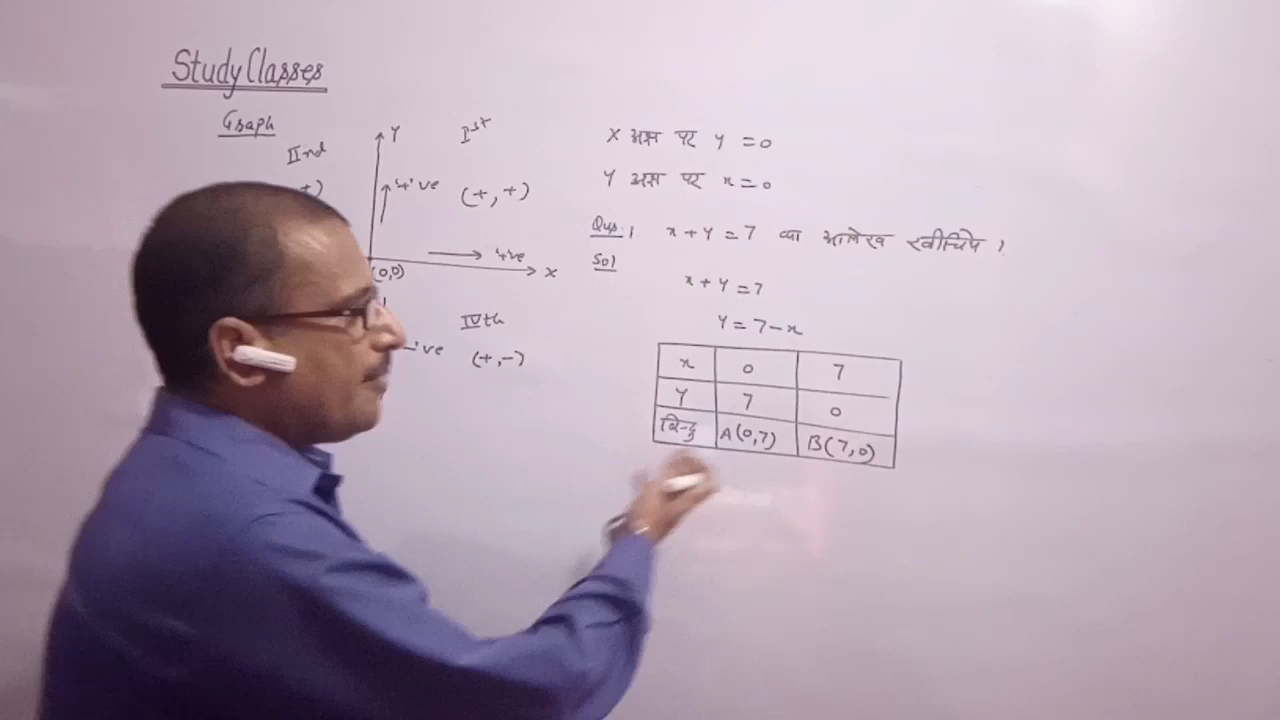 Study Classes
Graph
IInd
+)
Y
Ist
+'ve
(+, +)
+ve
(0,0)
X
IVth
-'ve
(+, -)
X अक्ष पर Y = 0
Y अक्ष पर x = 0
Qus. 1. x + y = 7 का आलेख खीचिये।
Sol
x + y = 7
y = 7 - x
x 0 7
y 7 0
बिन्दु A(0,7) B(7,0)